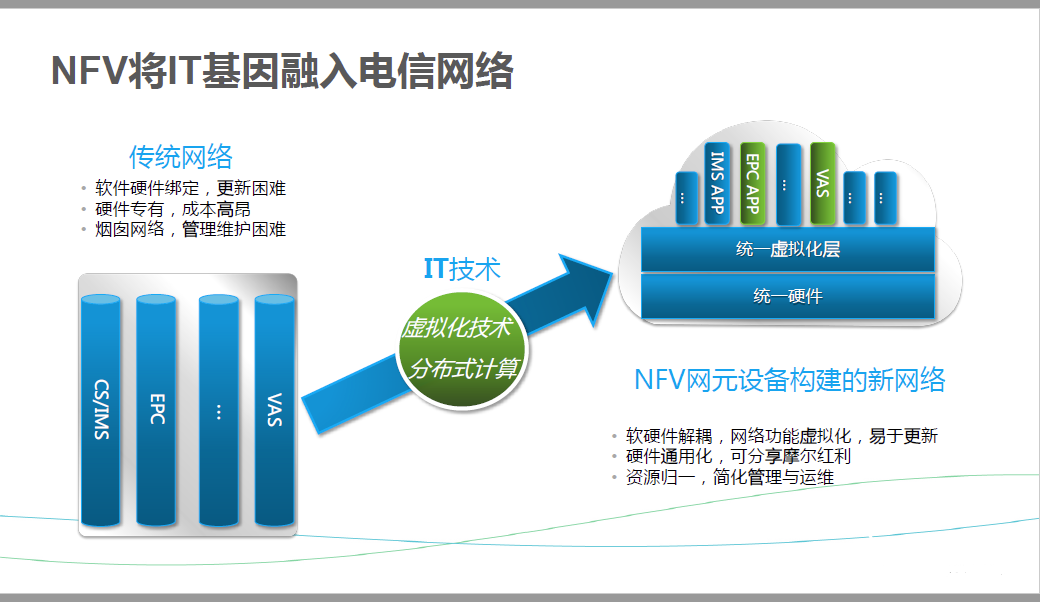 NFV将IT基因融入电信网络
传统网络
• 软件硬件绑定，更新困难
• 硬件专有，成本高昂
• 烟囱网络，管理维护困难
CS/IMS
EPC
...
VAS
IT技术
虚拟化技术
分布式计算
...
IMS APP
EPC APP
...
VAS
...
...
统一虚拟化层
统一硬件
NFV网元设备构建的新网络
• 软硬件解耦，网络功能虚拟化，易于更新
• 硬件通用化，可分享摩尔红利
• 资源归一，简化管理与运维